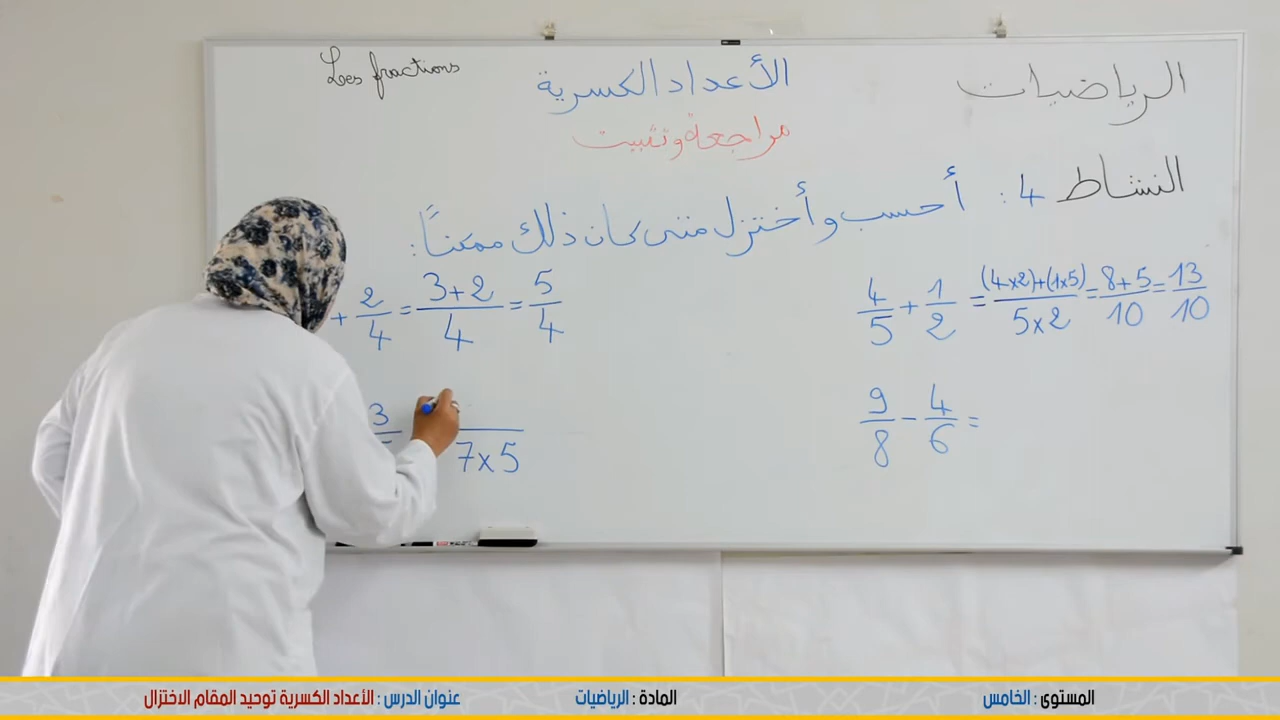 الرياضيات
الأعداد الكسرية
Les fractions
مراجعة وتثبيت
النشاط 4 : أحسب وأختزل متى كان ذلك ممكناً :
4/5 + 1/2 = (4x2)+(1x5)/5x2 = 8+5/10 = 13/10
+ 2/4 = 3+2/4 = 5/4
9/8 - 4/6 =
3
7x5
المستوى : الخامس
المادة : الرياضيات
عنوان الدرس : الأعداد الكسرية توحيد المقام الاختزال